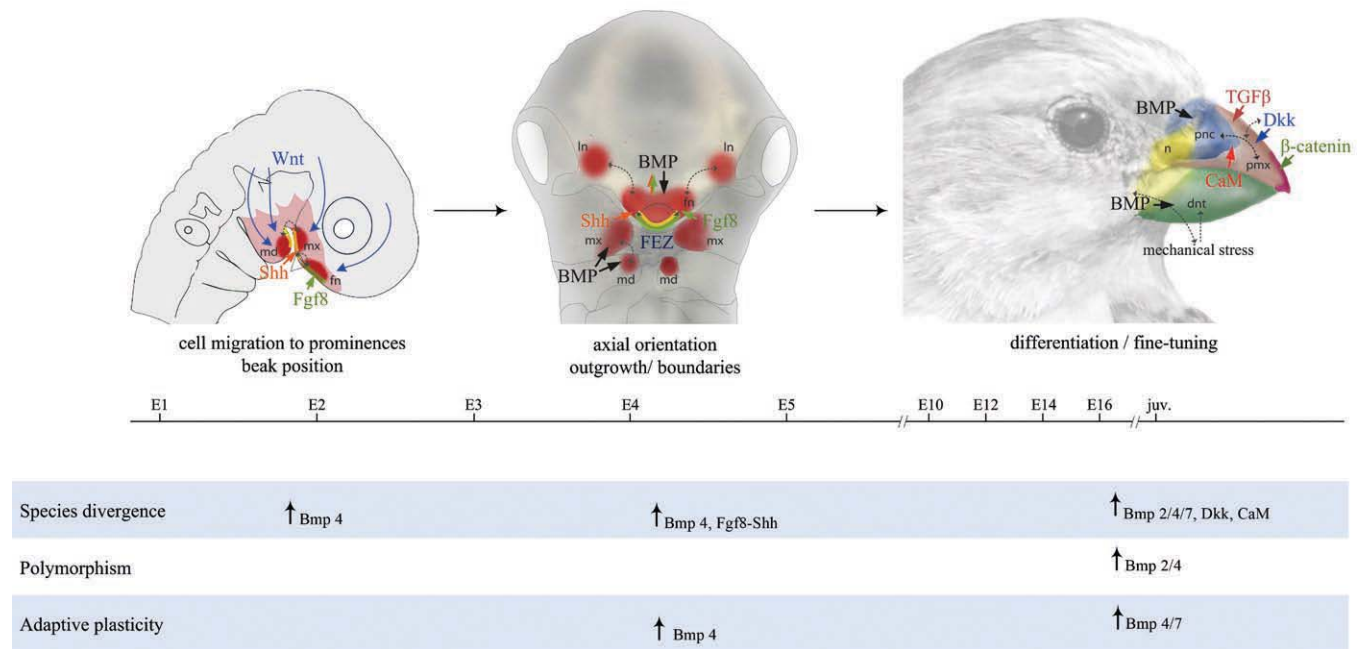 Wnt
md
mx
Shh
fn
Fgf8
cell migration to prominences
beak position
ln
ln
BMP
fn
Shh
Fgf8
mx
FEZ
mx
BMP
md
md
axial orientation
outgrowth/ boundaries
BMP
TGFβ
Dkk
pnc
n
β-catenin
pmx
CaM
BMP
dnt
mechanical stress
differentiation / fine-tuning
E1 E2 E3 E4 E5 E10 E12 E14 E16 juv.
Species divergence
Bmp 4
Bmp 4, Fgf8-Shh
Bmp 2/4/7, Dkk, CaM
Polymorphism
Bmp 2/4
Adaptive plasticity
Bmp 4
Bmp 4/7